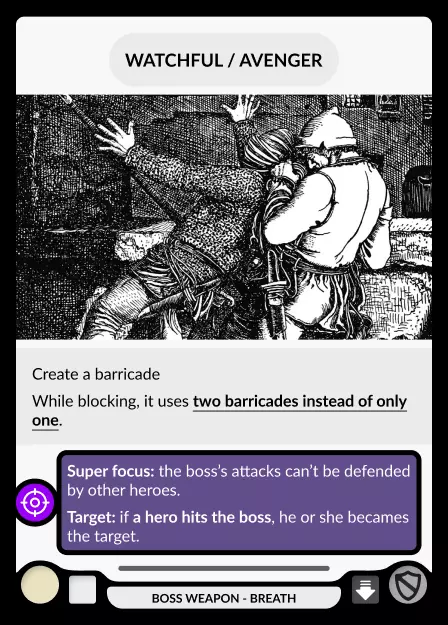 WATCHFUL / AVENGER
Create a barricade
While blocking, it uses two barricades instead of only
one.
Super focus: the boss's attacks can't be defended
by other heroes.
Target: if a hero hits the boss, he or she becames
the target.
BOSS WEAPON - BREATH